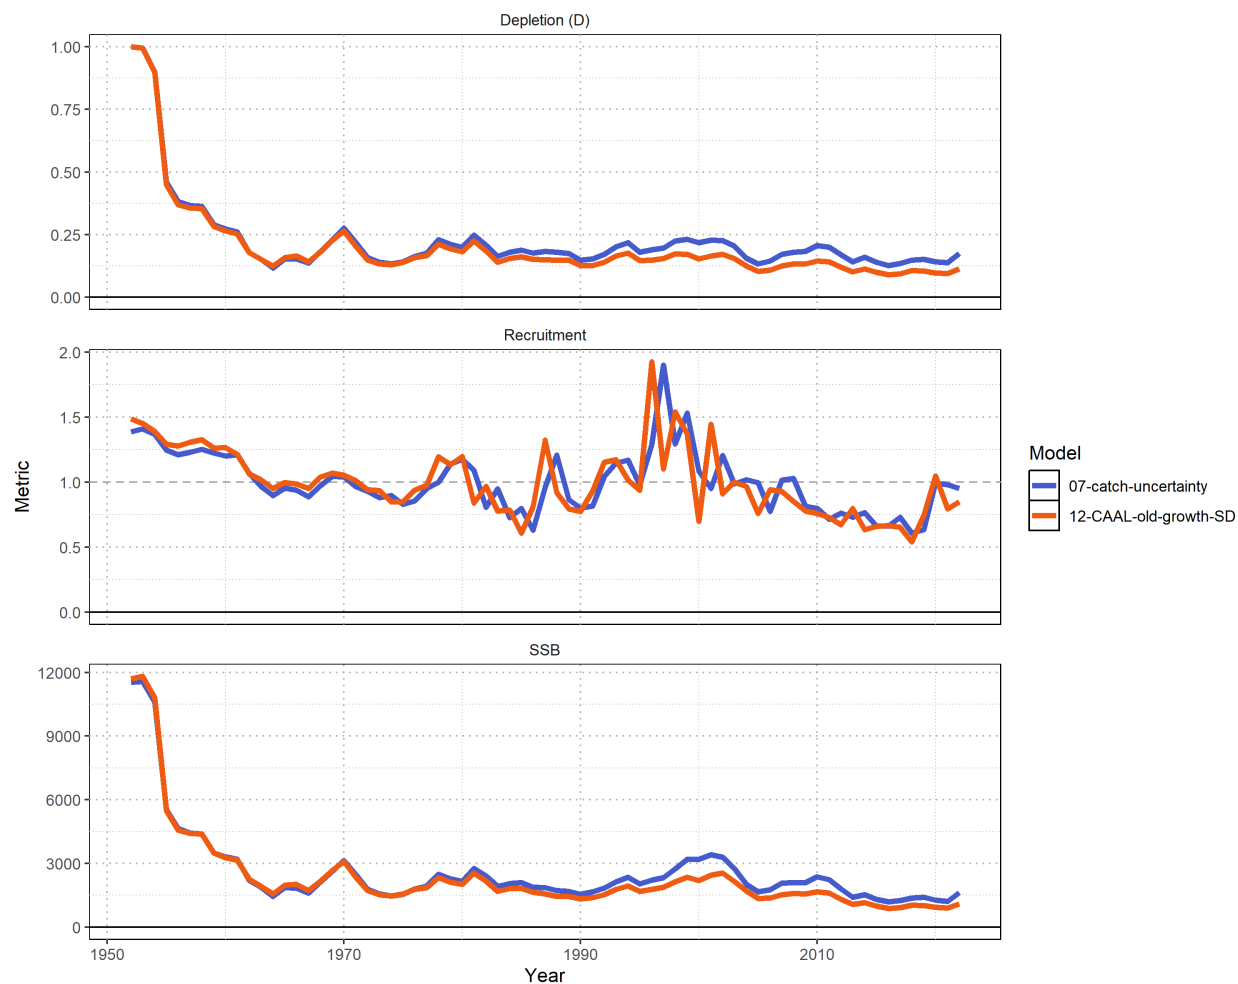 Depletion (D)
1.00
0.75
0.50
0.25
0.00
Recruitment
2.0
1.5
1.0
0.5
0.0
SSB
12000
9000
6000
3000
0
1950
1970
1990
2010
Year
Metric
Model
07-catch-uncertainty
12-CAAL-old-growth-SD